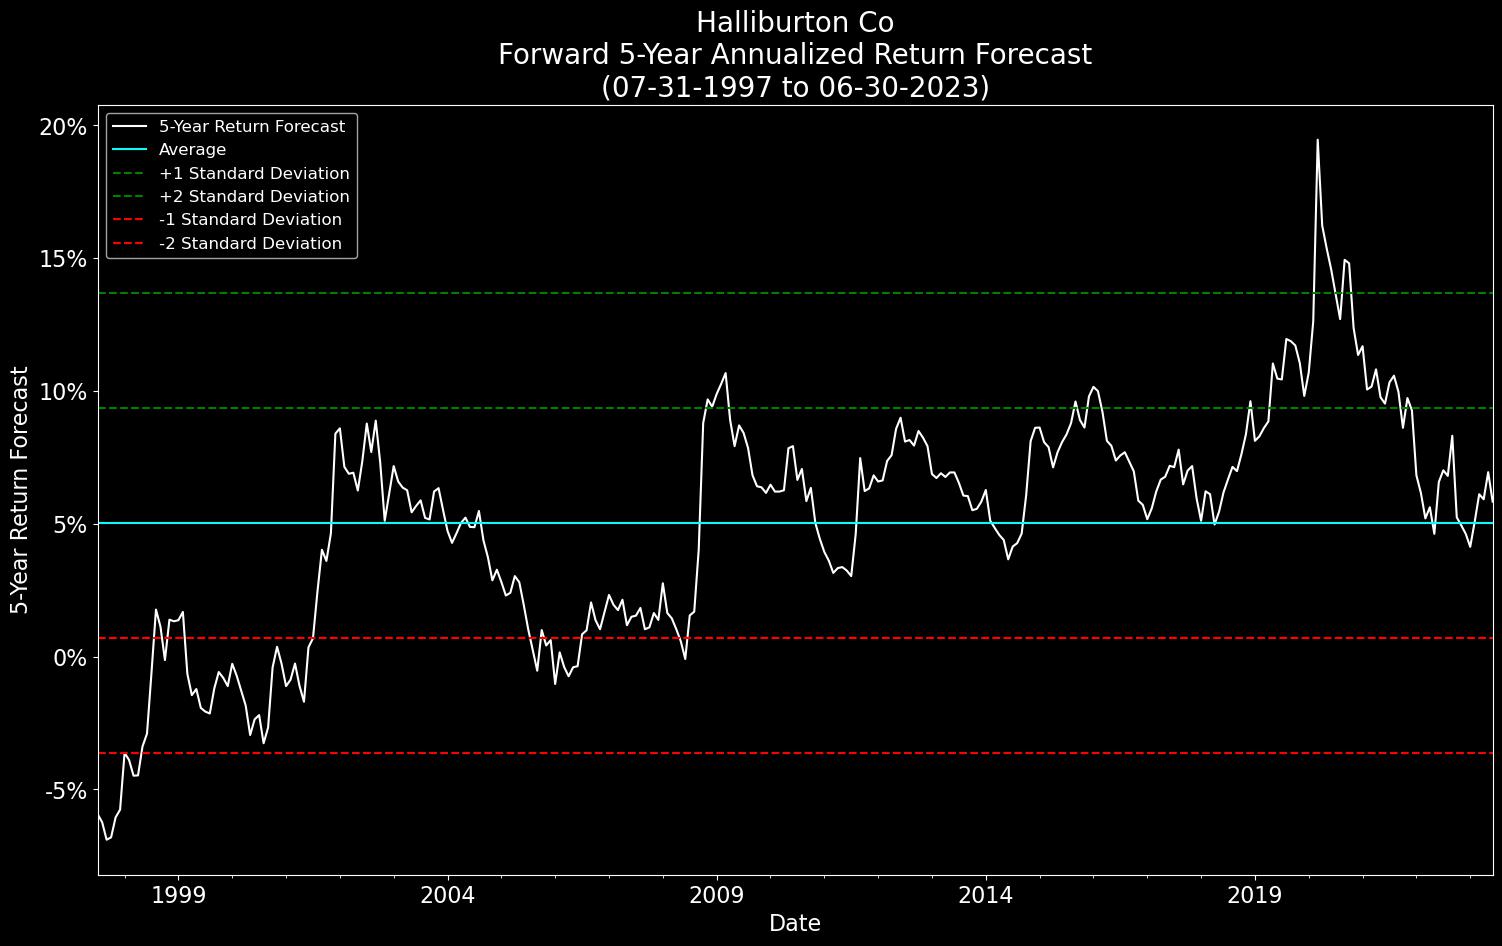 Halliburton Co
Forward 5-Year Annualized Return Forecast
(07-31-1997 to 06-30-2023)
5-Year Return Forecast
Average
+1 Standard Deviation
+2 Standard Deviation
-1 Standard Deviation
-2 Standard Deviation
20%
15%
10%
5%
0%
-5%
5-Year Return Forecast
1999
2004
2009
2014
2019
Date